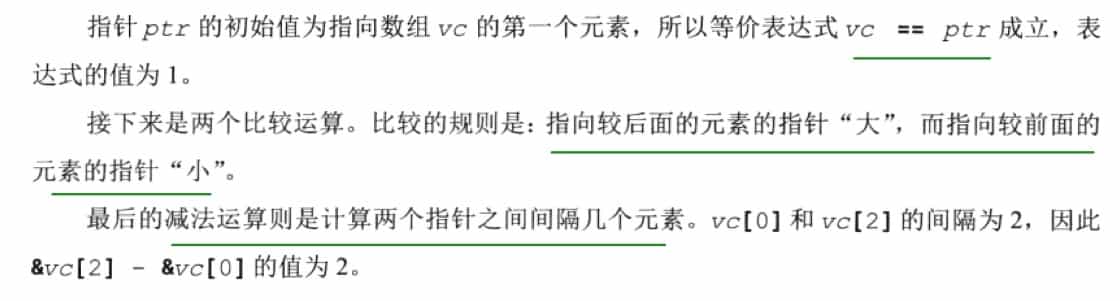 指针 ptr 的初始值为指向数组 vc 的第一个元素，所以等价表达式 vc == ptr 成立，表
达式的值为 1。
接下来是两个比较运算。比较的规则是：指向较后面的元素的指针“大”，而指向较前面的
元素的指针“小”。
最后的减法运算则是计算两个指针之间间隔几个元素。vc[0] 和 vc[2] 的间隔为 2，因此
&vc[2] - &vc[0] 的值为 2。